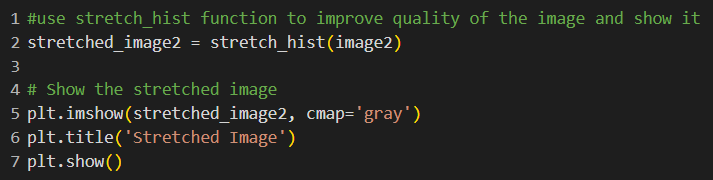 1 #use stretch_hist function to improve quality of the image and show it
2 stretched_image2 = stretch_hist(image2)
3
4 # Show the stretched image
5 plt.imshow(stretched_image2, cmap='gray')
6 plt.title('Stretched Image')
7 plt.show()